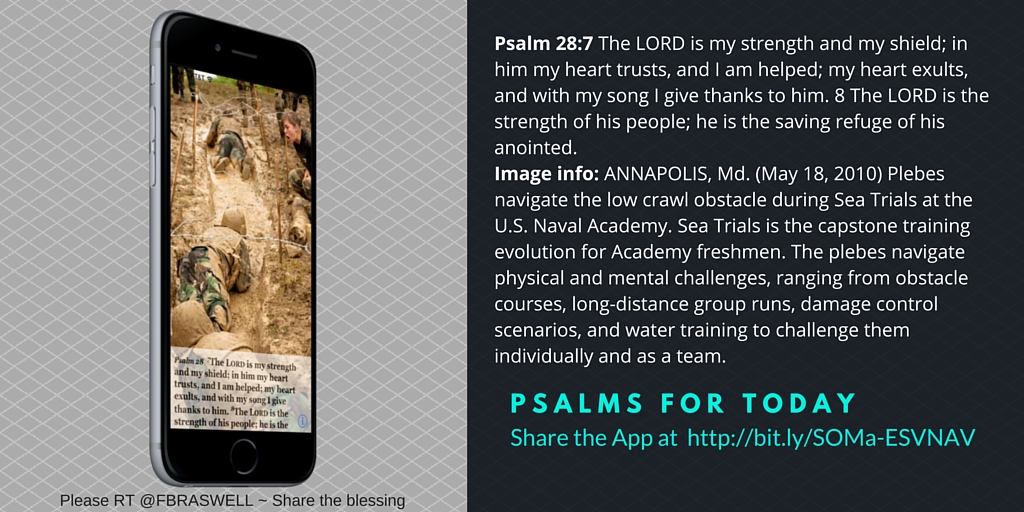 TAT
Psalm 28 7The LORD is my strength
and my shield; in him my heart
trusts, and I am helped; my heart
exults, and with my song I give
thanks to him. 8The LORD is the
strength of his people; he is the
Please RT @FBRASWELL ~ Share the blessing
Psalm 28:7 The LORD is my strength and my shield; in
him my heart trusts, and I am helped; my heart exults,
and with my song I give thanks to him. 8 The LORD is the
strength of his people; he is the saving refuge of his
anointed.
Image info: ANNAPOLIS, Md. (May 18, 2010) Plebes
navigate the low crawl obstacle during Sea Trials at the
U.S. Naval Academy. Sea Trials is the capstone training
evolution for Academy freshmen. The plebes navigate
physical and mental challenges, ranging from obstacle
courses, long-distance group runs, damage control
scenarios, and water training to challenge them
individually and as a team.
PSALMS FOR TODAY
Share the App at http://bit.ly/SOMa-ESVNAV